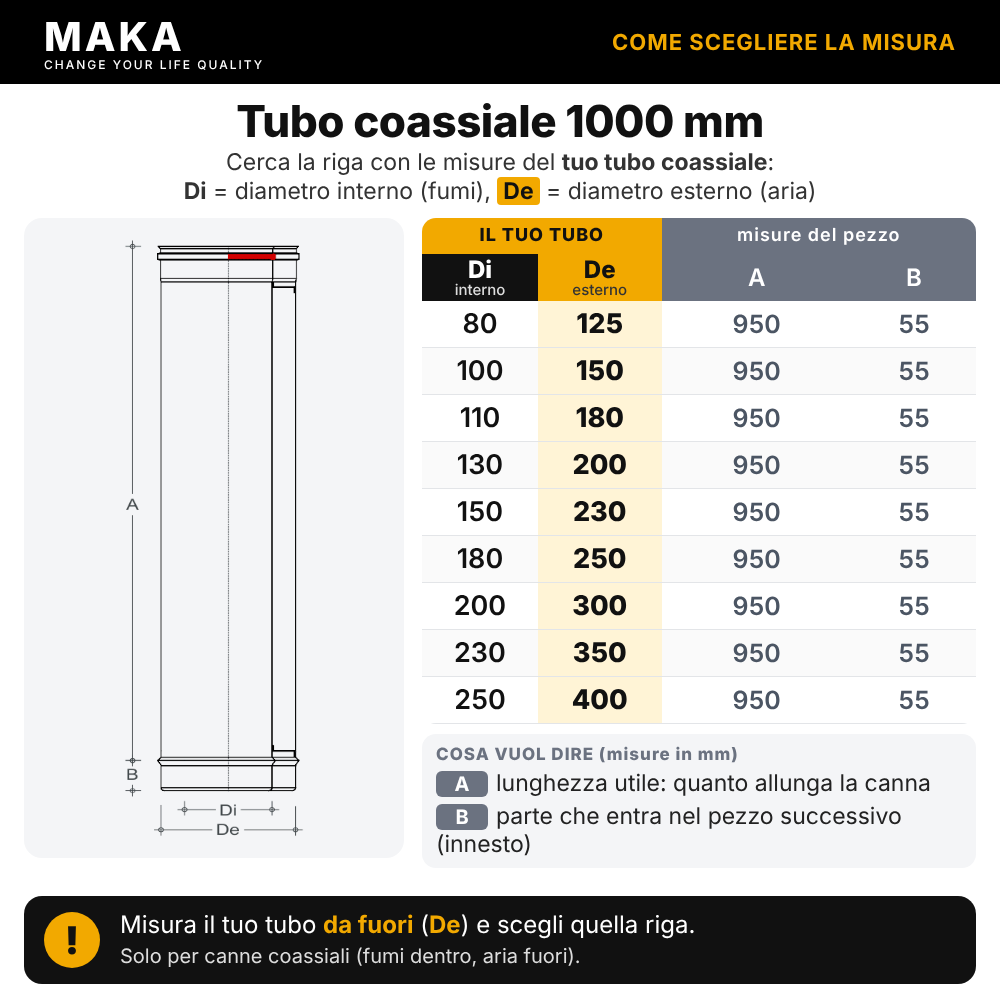 MAKA
CHANGE YOUR LIFE QUALITY
COME SCEGLIERE LA MISURA
Tubo coassiale 1000 mm
Cerca la riga con le misure del tuo tubo coassiale:
Di = diametro interno (fumi), De = diametro esterno (aria)
A
B
Di
De
IL TUO TUBO misure del pezzo
Di De A B
interno esterno
80 125 950 55
100 150 950 55
110 180 950 55
130 200 950 55
150 230 950 55
180 250 950 55
200 300 950 55
230 350 950 55
250 400 950 55
COSA VUOL DIRE (misure in mm)
A lunghezza utile: quanto allunga la canna
B parte che entra nel pezzo successivo
(innesto)
! Misura il tuo tubo da fuori (De) e scegli quella riga.
Solo per canne coassiali (fumi dentro, aria fuori).